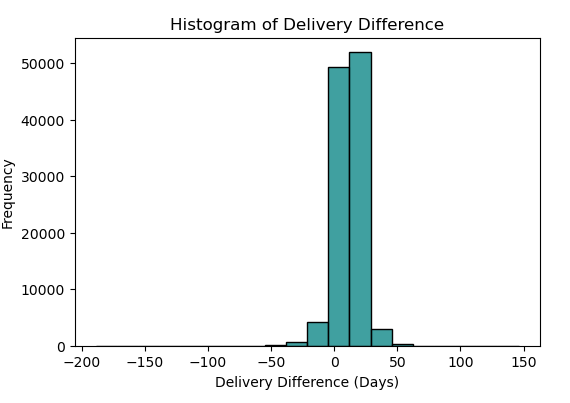 Histogram of Delivery Difference
50000
40000
30000
20000
10000
0
Frequency
−200 −150 −100 −50 0 50 100 150
Delivery Difference (Days)